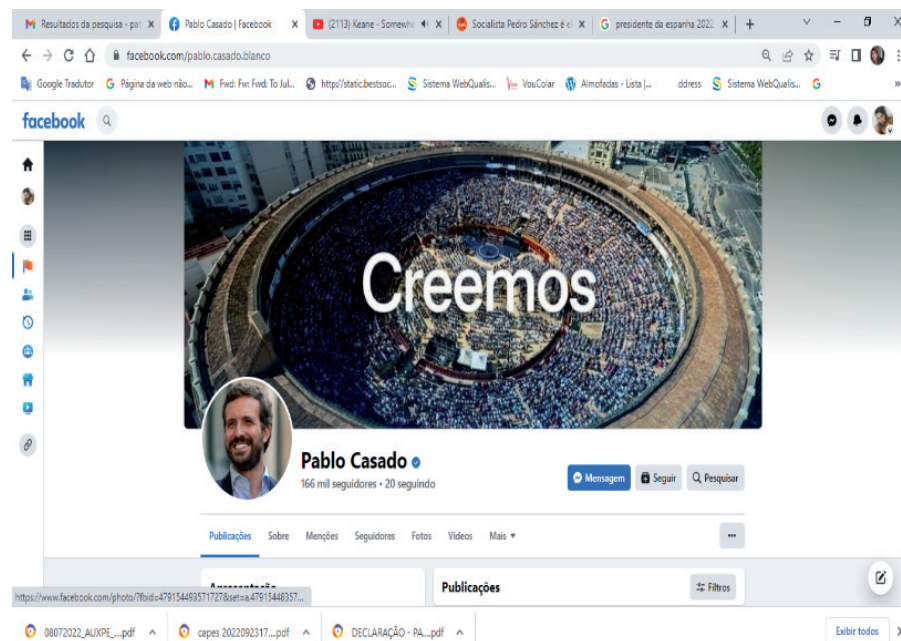 Resultados da pesquisa - pat
Pablo Casado | Facebook
(2113) Keane - Somewhe
Socialista Pedro Sánchez é el
presidente da espanha 2022
facebook.com/pablo.casado.blanco
Google Tradutor
Página da web não...
Fwd: Fw: Fwd: To Jul...
http://static.bestsoc...
Sistema WebQualis...
VouColar
Almofadas - Lista |...
ddress
Sistema WebQualis...
facebook
Creemos
Pablo Casado
166 mil seguidores • 20 seguindo
Mensagem
Seguir
Pesquisar
Publicações Sobre Menções Seguidores Fotos Vídeos Mais
Publicações
Filtros
https://www.facebook.com/photo/?fbid=479154493571727&set=a.47915448357...
08072022_AUXPE_....pdf
capes 2022092317....pdf
DECLARAÇÃO - PA....pdf
Exibir todos